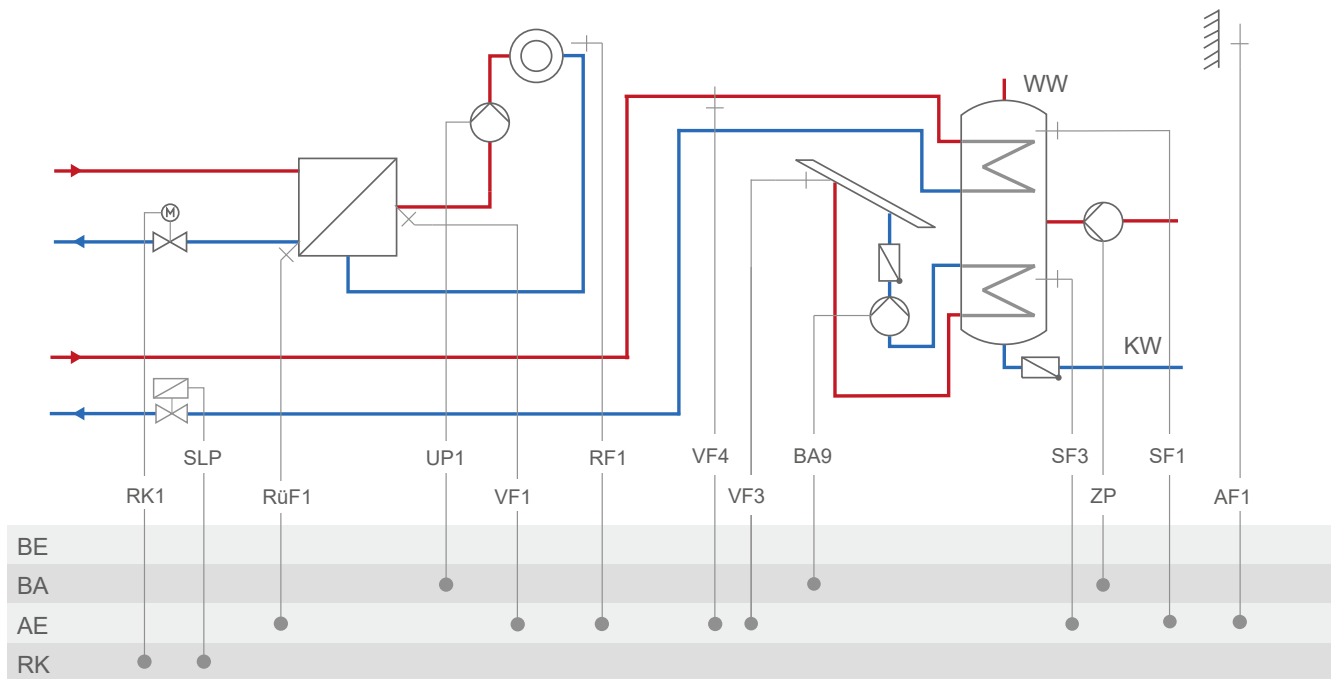 WW
M
KW
SLP UP1 RF1 VF4 BA9 SF3 SF1
RK1 RüF1 VF1 VF3 ZP AF1
BE
BA
AE
RK